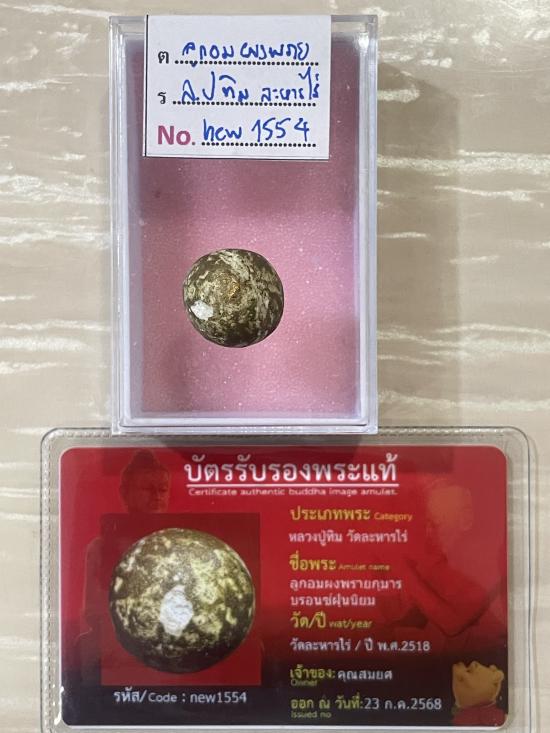 ต ลูกอมผงพราย
ร ล.ป ทิม ละหารไร่
No. new 1554
บัตรรับรองพระแท้
Certificate authentic buddha image amulet.
ประเภทพระ Category
หลวงปู่ทิม วัดละหารไร่
ชื่อพระ Amulet name
ลูกอมผงพรายกุมาร
บรอนซ์ฝุ่นนิยม
วัด/ปี wat/year
วัดละหารไร่ / ปี พ.ศ.2518
เจ้าของ: คุณสมยศ
Owner
รหัส/Code : new1554
ออก ณ วันที่:23 ก.ค.2568
Issued no